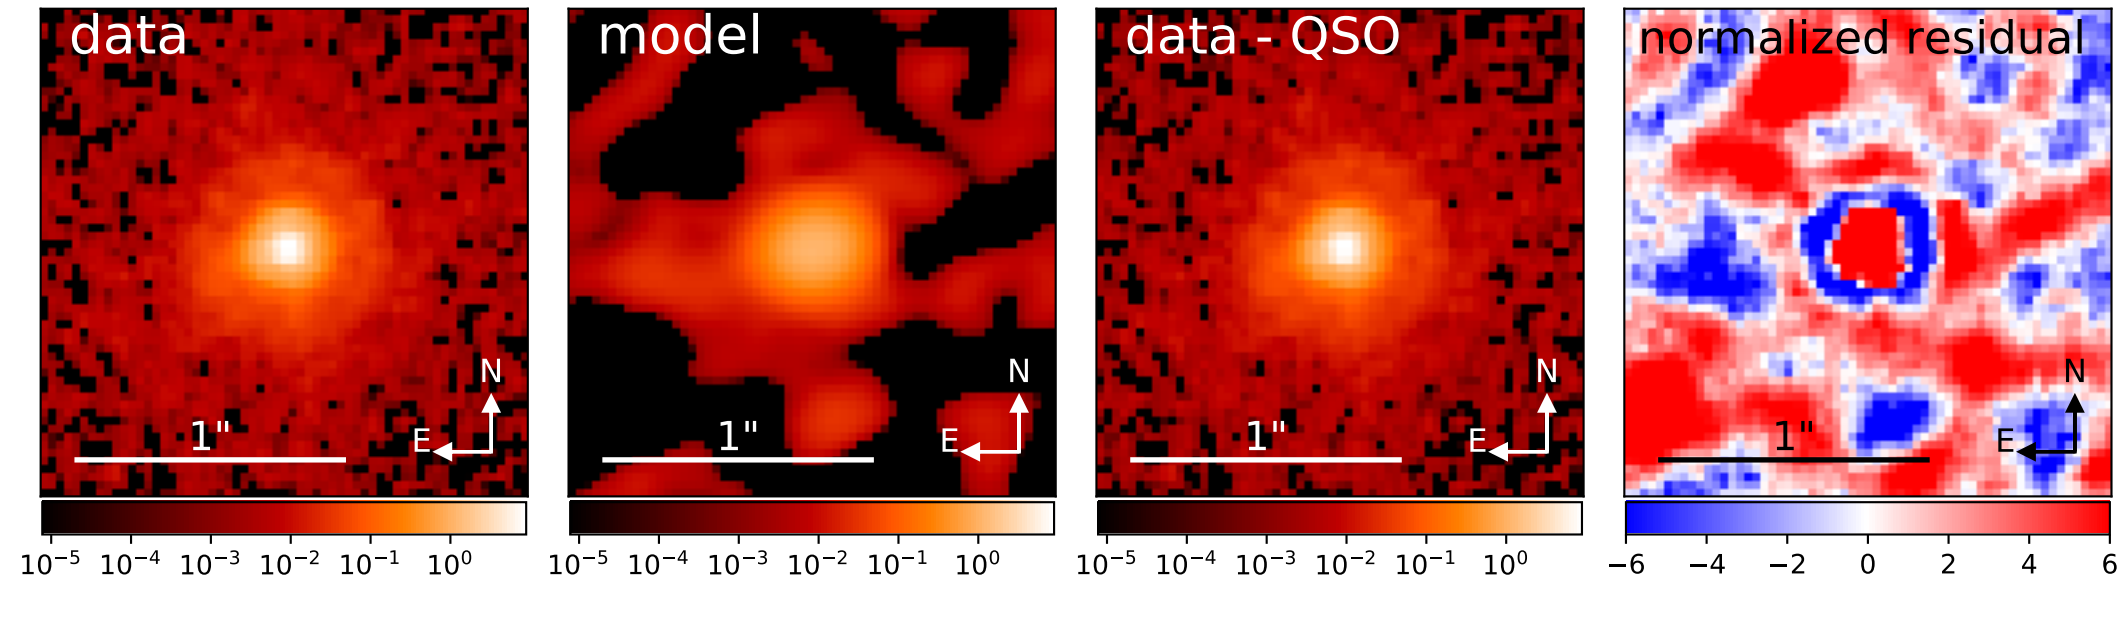 data
model
data - QSO
normalized residual
N
E
1"
N
E
1"
N
E
1"
N
E
1"
10⁻⁵ 10⁻⁴ 10⁻³ 10⁻² 10⁻¹ 10⁰
10⁻⁵ 10⁻⁴ 10⁻³ 10⁻² 10⁻¹ 10⁰
10⁻⁵ 10⁻⁴ 10⁻³ 10⁻² 10⁻¹ 10⁰
−6 −4 −2 0 2 4 6